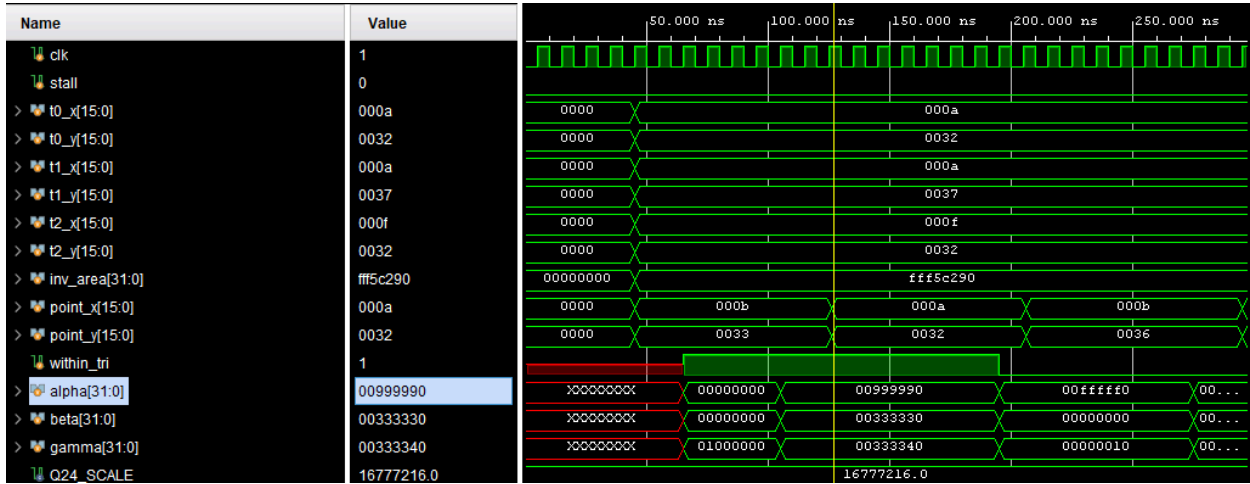 Name Value 50.000 ns 100.000 ns 150.000 ns 200.000 ns 250.000 ns
clk 1
stall 0
t0_x[15:0] 000a 0000 000a
t0_y[15:0] 0032 0000 0032
t1_x[15:0] 000a 0000 000a
t1_y[15:0] 0037 0000 0037
t2_x[15:0] 000f 0000 000f
t2_y[15:0] 0032 0000 0032
inv_area[31:0] fff5c290 00000000 fff5c290
point_x[15:0] 000a 0000 000b 000a 000b
point_y[15:0] 0032 0000 0033 0032 0036
within_tri 1
alpha[31:0] 00999990 XXXXXXXX 00000000 00999990 00fffff0 00...
beta[31:0] 00333330 XXXXXXXX 00000000 00333330 00000000 00...
gamma[31:0] 00333340 XXXXXXXX 01000000 00333340 00000010 00...
Q24_SCALE 16777216.0 16777216.0